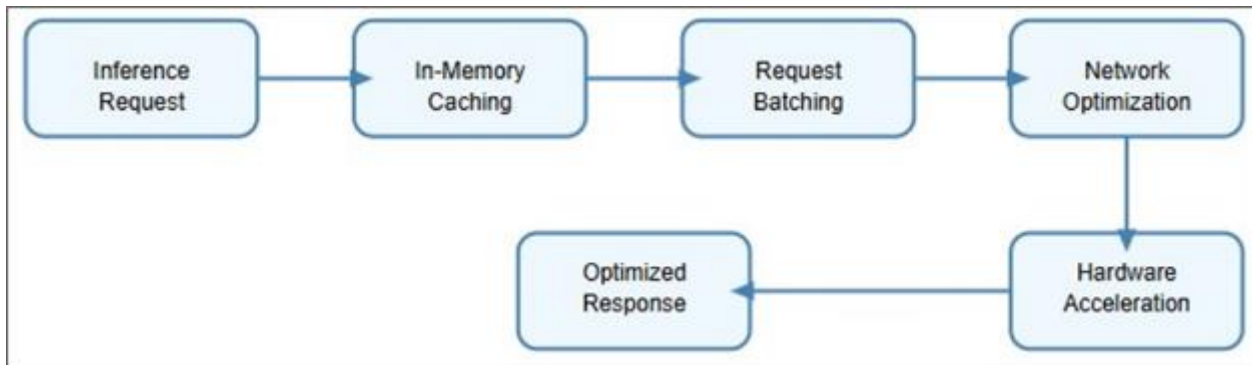 Inference
Request
In-Memory
Caching
Request
Batching
Network
Optimization
Optimized
Response
Hardware
Acceleration